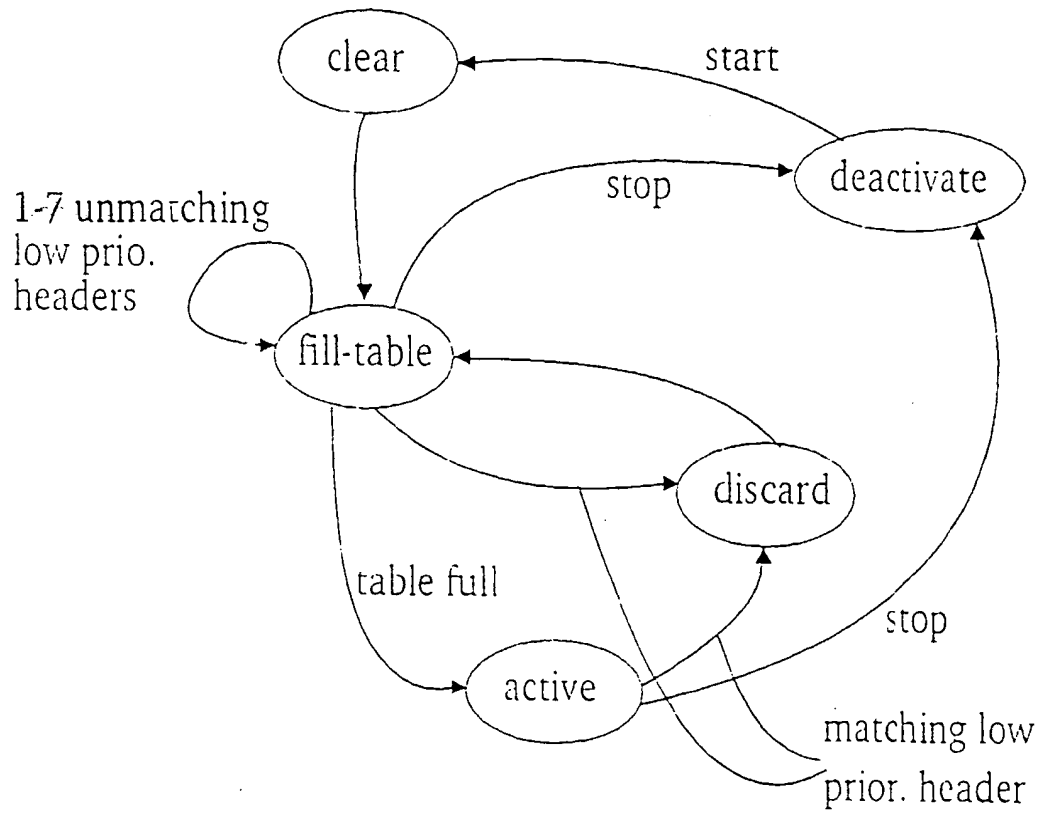 clear
start
deactivate
stop
1-7 unmatching
low prio.
headers
fill-table
discard
table full
stop
active
matching low
prior. header